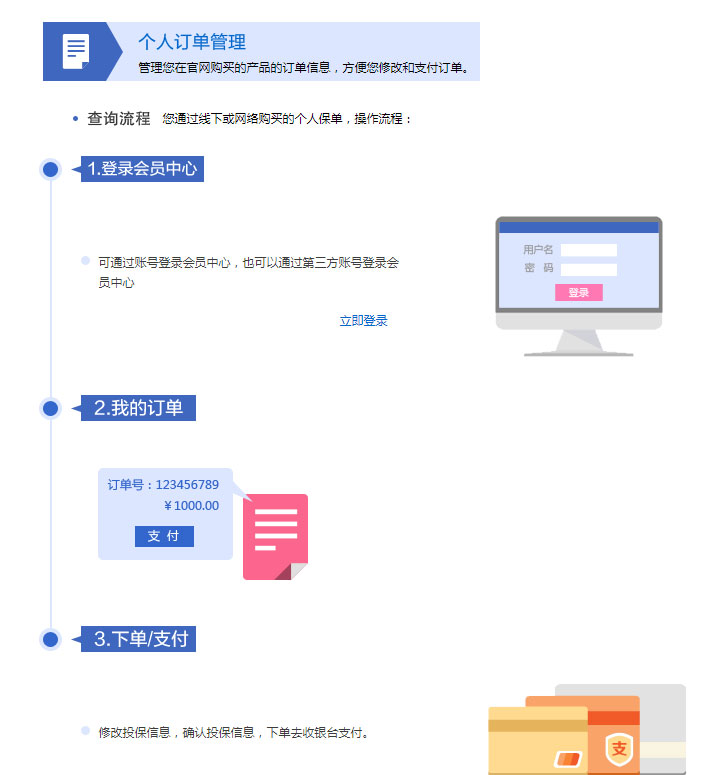 个人订单管理
管理您在官网购买的产品的订单信息，方便您修改和支付订单。
查询流程 您通过线下或网络购买的个人保单，操作流程：
1.登录会员中心
用户名
密 码
登录
可通过账号登录会员中心，也可以通过第三方账号登录会
员中心
立即登录
2.我的订单
订单号：123456789
￥1000.00
支 付
3.下单/支付
支
修改投保信息，确认投保信息，下单去收银台支付。